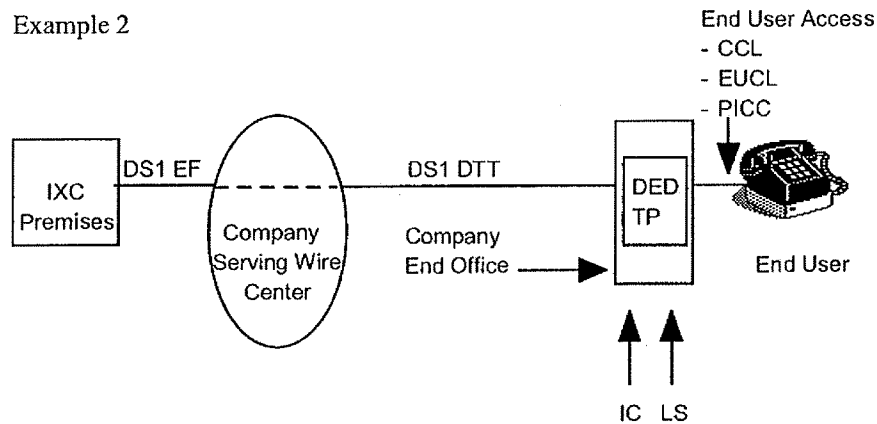 Example 2
End User Access
- CCL
- EUCL
- PICC
IXC
Premises
DS1 EF
Company
Serving Wire
Center
DS1 DTT
Company
End Office
DED
TP
End User
IC LS